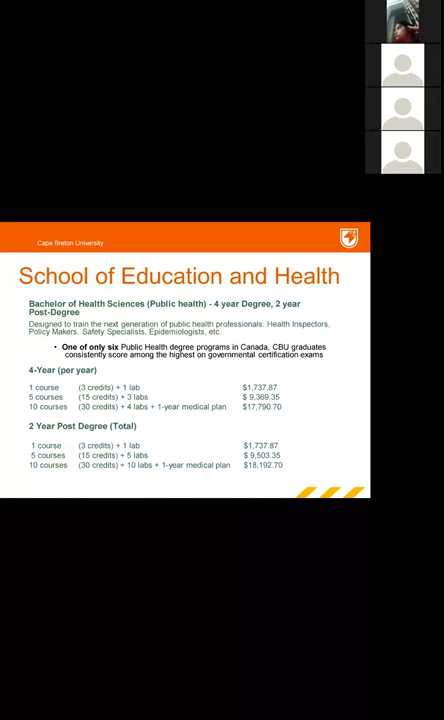 Cape Breton University
School of Education and Health
Bachelor of Health Sciences (Public health) - 4 year Degree, 2 year
Post-Degree
Designed to train the next generation of public health professionals: Health Inspectors,
Policy Makers, Safety Specialists, Epidemiologists, etc.
• One of only six Public Health degree programs in Canada, CBU graduates
consistently score among the highest on governmental certification exams
4-Year (per year)
1 course (3 credits) + 1 lab $1,737.87
5 courses (15 credits) + 3 labs $ 9,369.35
10 courses (30 credits) + 4 labs + 1-year medical plan $17,790.70
2 Year Post Degree (Total)
1 course (3 credits) + 1 lab $1,737.87
5 courses (15 credits) + 5 labs $ 9,503.35
10 courses (30 credits) + 10 labs + 1-year medical plan $18,192.70